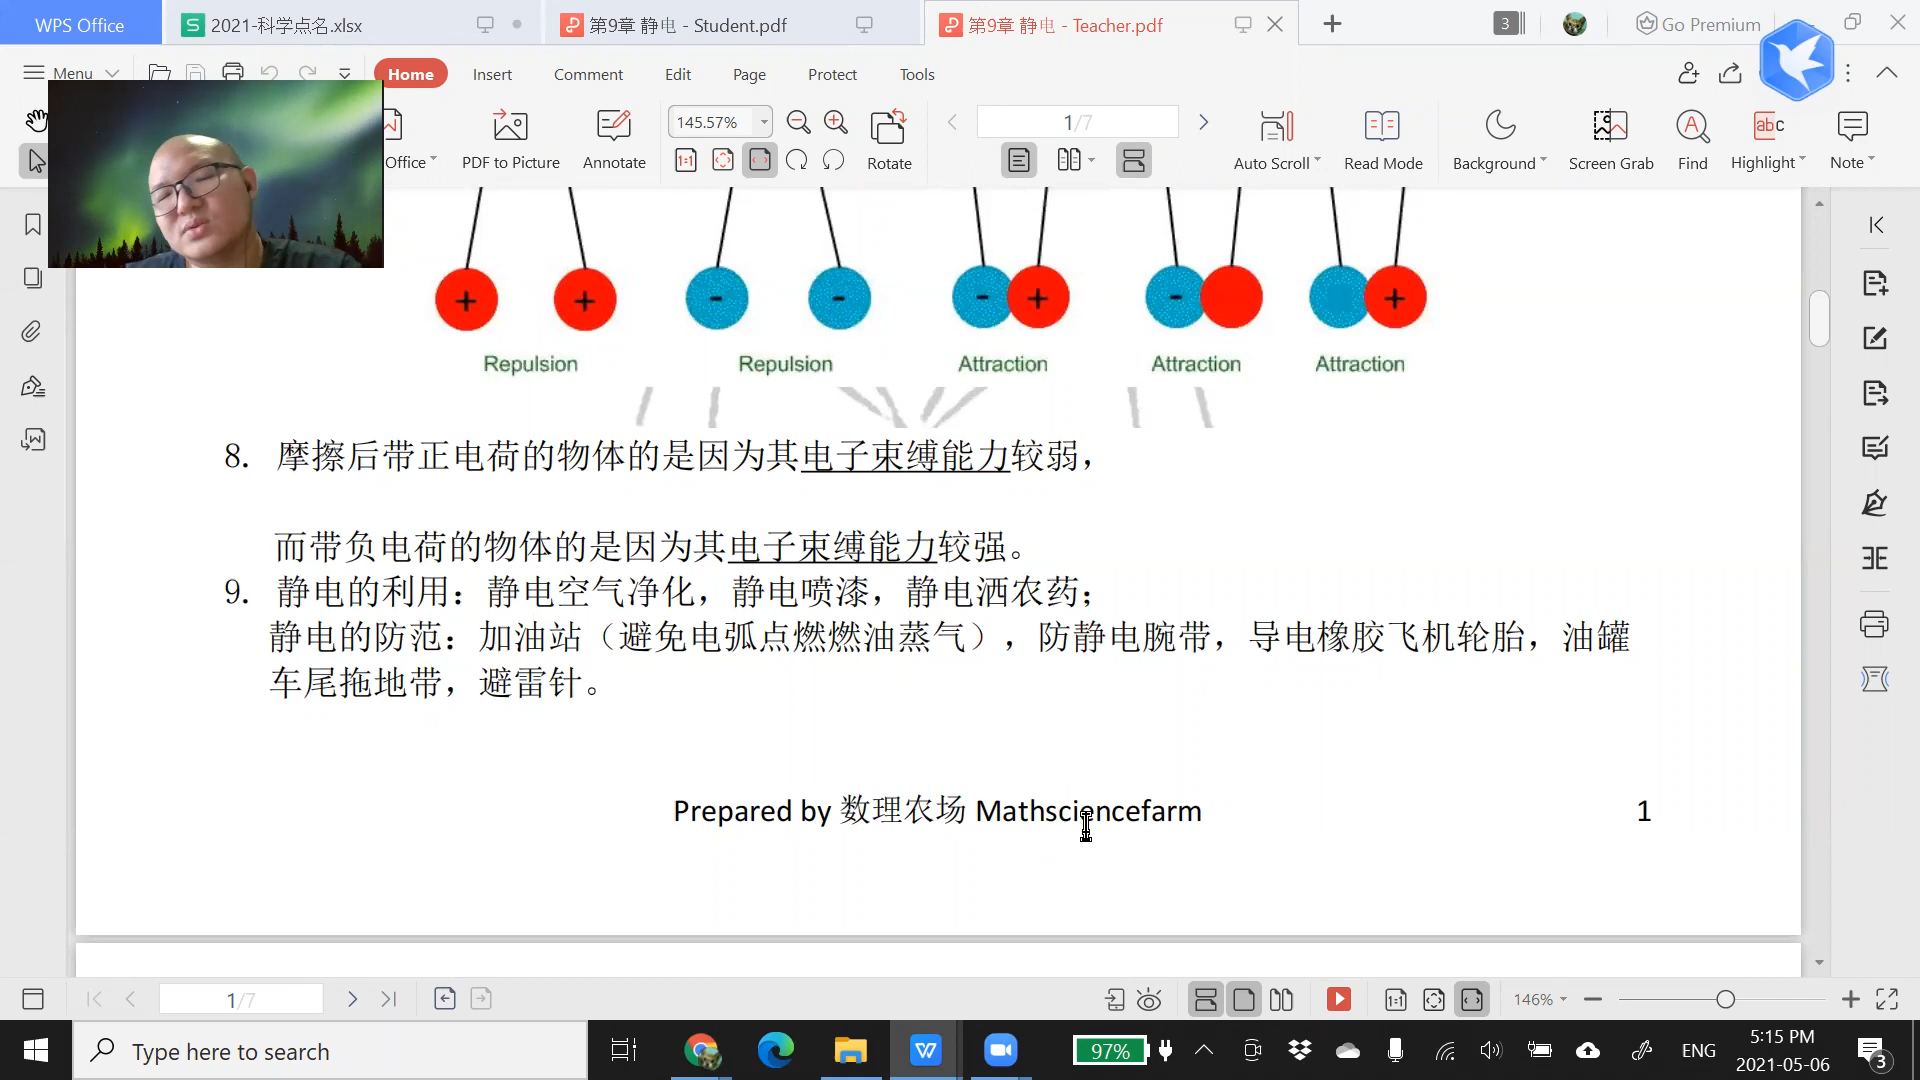 WPS Office
2021-科学点名.xlsx
第9章 静电 - Student.pdf
第9章 静电 - Teacher.pdf
3
Go Premium
Menu
Home
Insert
Comment
Edit
Page
Protect
Tools
Office
PDF to Picture
Annotate
145.57%
Rotate
1/7
Auto Scroll
Read Mode
Background
Screen Grab
Find
Highlight
Note
+ + - - - + - +
Repulsion Repulsion Attraction Attraction Attraction
8. 摩擦后带正电荷的物体的是因为其电子束缚能力较弱，
而带负电荷的物体的是因为其电子束缚能力较强。
9. 静电的利用：静电空气净化，静电喷漆，静电洒农药；
静电的防范：加油站（避免电弧点燃燃油蒸气），防静电腕带，导电橡胶飞机轮胎，油罐
车尾拖地带，避雷针。
Prepared by 数理农场 Mathsciencefarm 1
1/7
146%
Type here to search
97%
ENG
5:15 PM
2021-05-06
3